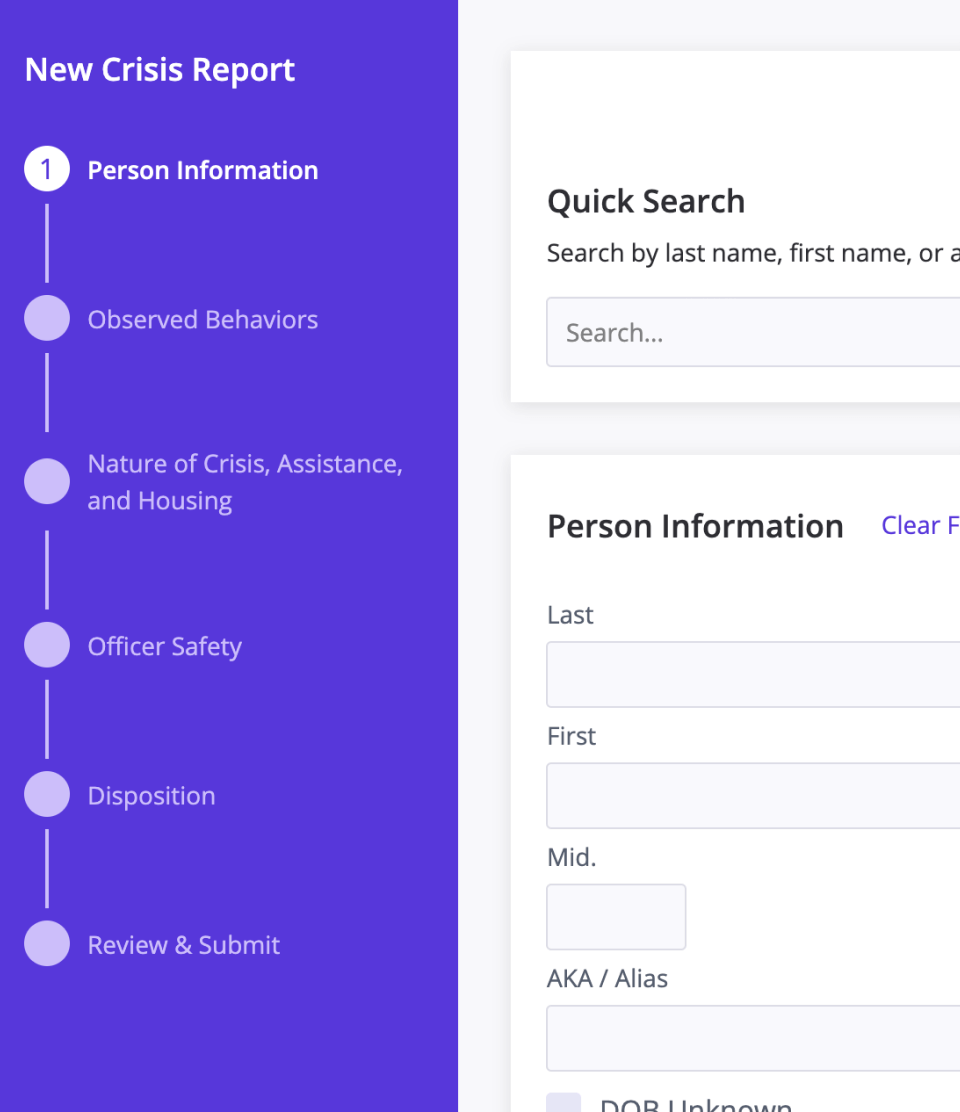 New Crisis Report
1 Person Information
Observed Behaviors
Nature of Crisis, Assistance,
and Housing
Officer Safety
Disposition
Review & Submit
Quick Search
Search by last name, first name, or a
Search...
Person Information Clear F
Last
First
Mid.
AKA / Alias
DOB Unknown